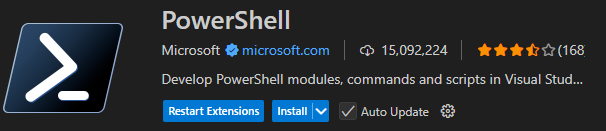 PowerShell
Microsoft microsoft.com 15,092,224 (168)
Develop PowerShell modules, commands and scripts in Visual Stud...
Restart Extensions Install Auto Update